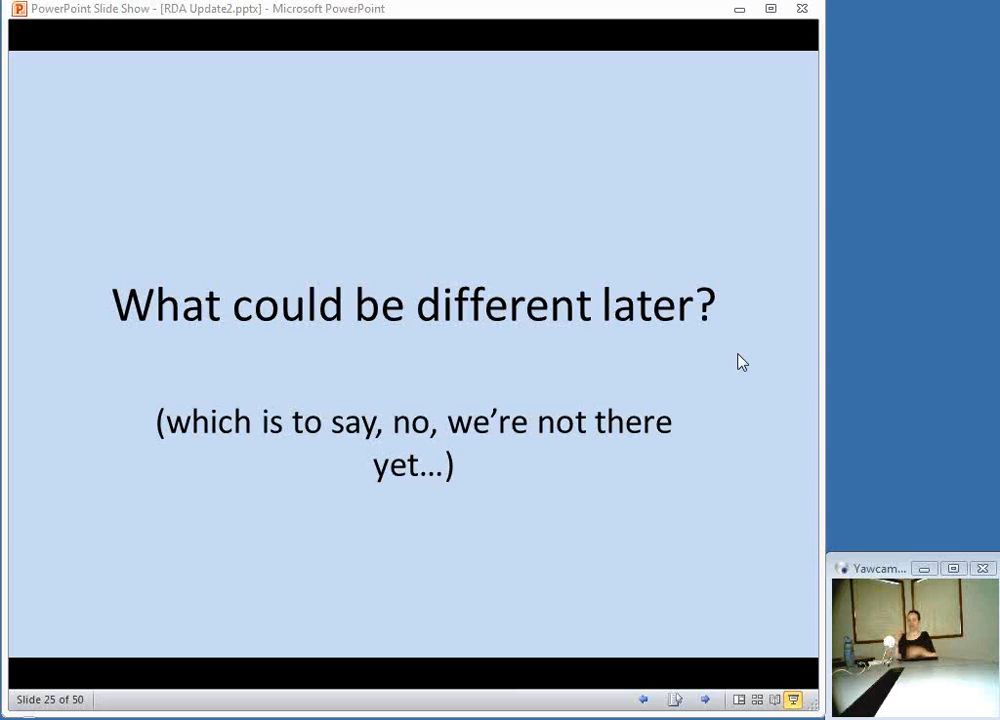 PowerPoint Slide Show - [RDA Update2.pptx] - Microsoft PowerPoint
What could be different later?
(which is to say, no, we’re not there
yet…)
Yawcam...
Slide 25 of 50